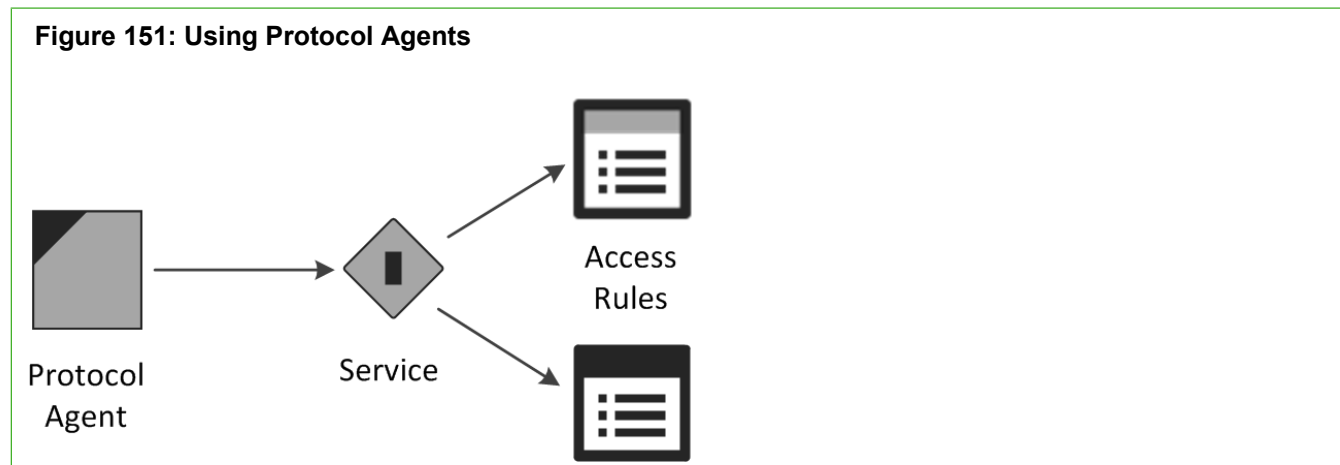 Figure 151: Using Protocol Agents
Access
Rules
Protocol
Agent
Service